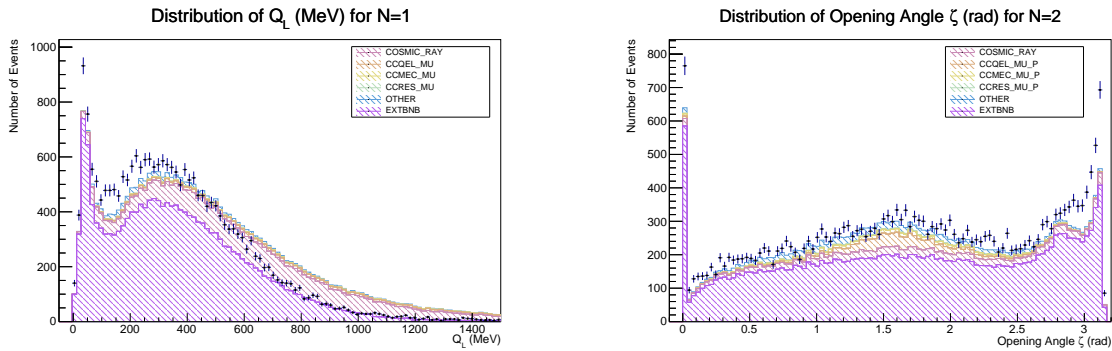 Distribution of Q_L (MeV) for N=1
Number of Events
1000
800
600
400
200
0
0 200 400 600 800 1000 1200 1400
Q_L (MeV)
COSMIC_RAY
CCQEL_MU
CCMEC_MU
CCRES_MU
OTHER
EXTBNB
Distribution of Opening Angle ζ (rad) for N=2
Number of Events
800
700
600
500
400
300
200
100
0
0 0.5 1 1.5 2 2.5 3
Opening Angle ζ (rad)
COSMIC_RAY
CCQEL_MU_P
CCMEC_MU_P
CCRES_MU_P
OTHER
EXTBNB